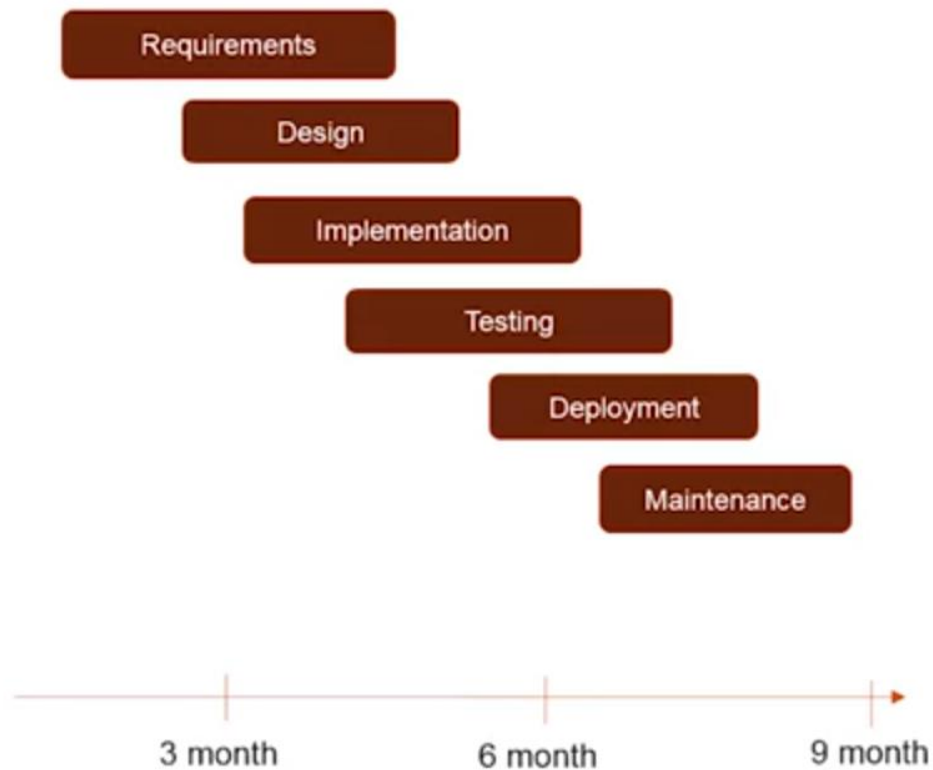 Requirements
Design
Implementation
Testing
Deployment
Maintenance
3 month
6 month
9 month